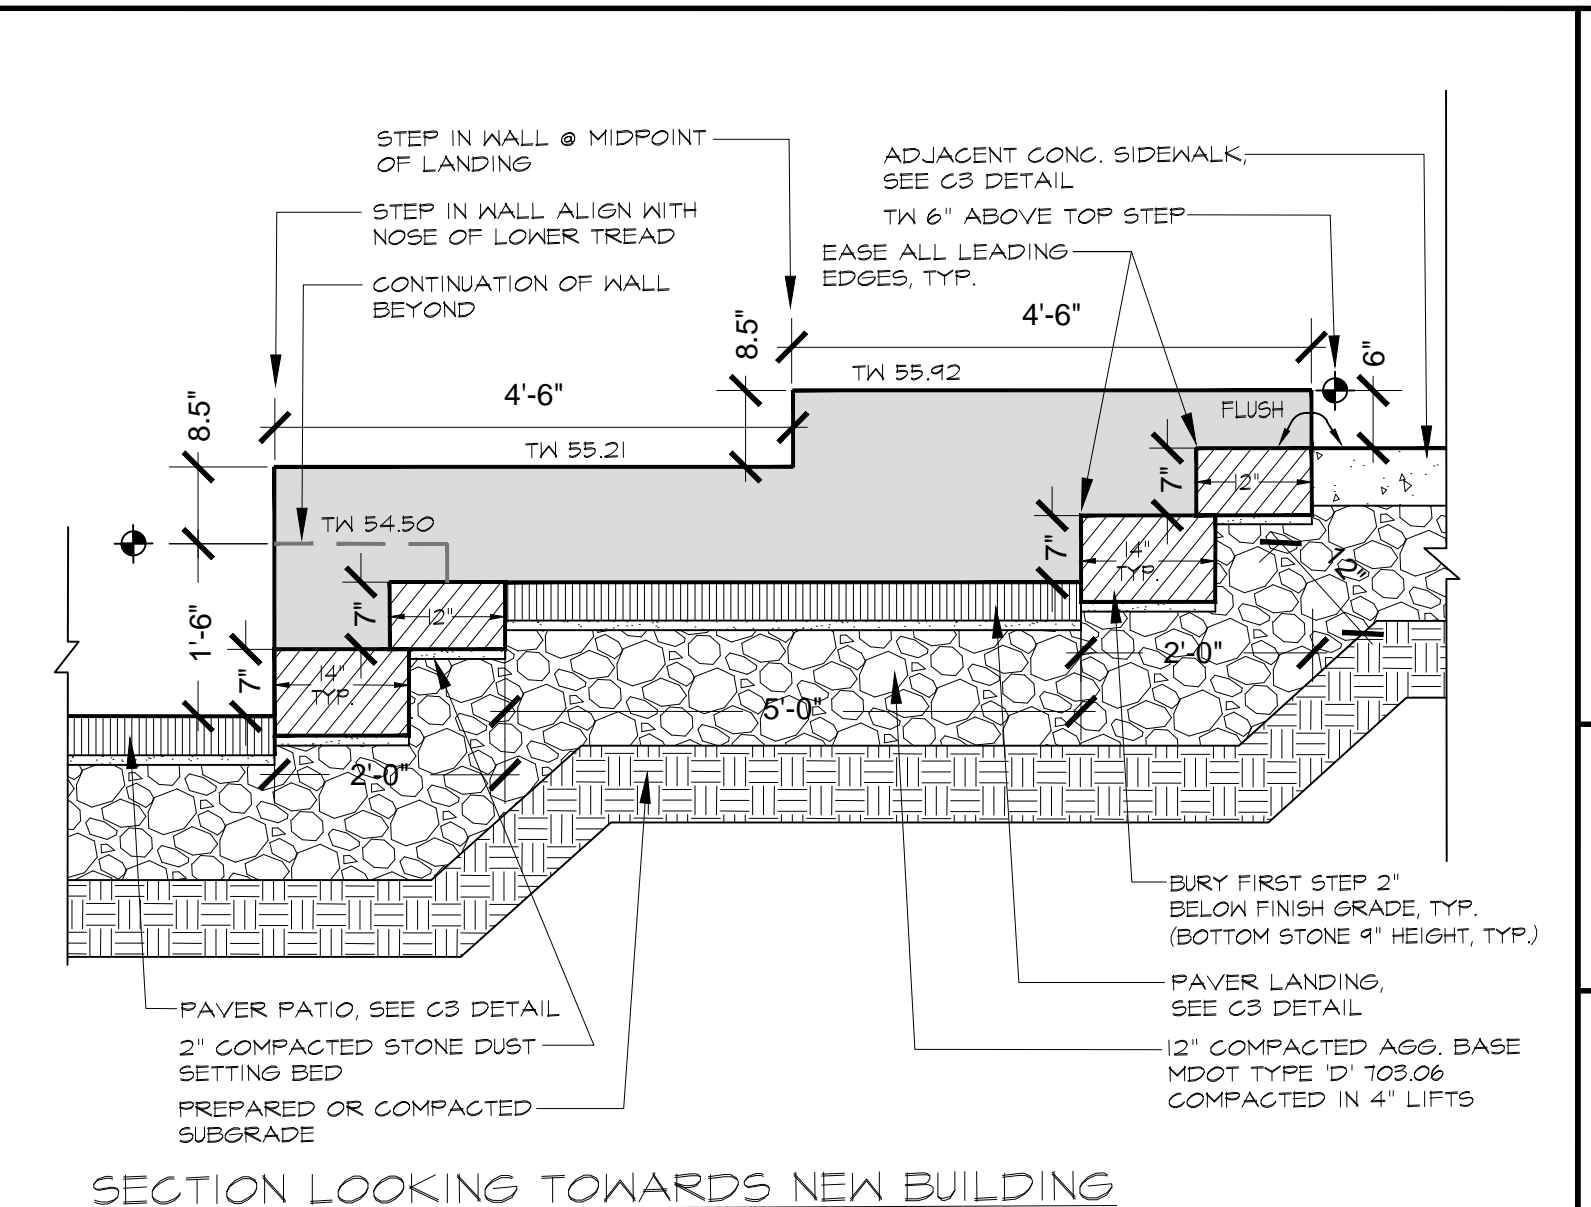 STEP IN WALL @ MIDPOINT
OF LANDING
STEP IN WALL ALIGN WITH
NOSE OF LOWER TREAD
CONTINUATION OF WALL
BEYOND
ADJACENT CONC. SIDEWALK,
SEE C3 DETAIL
TW 6" ABOVE TOP STEP
EASE ALL LEADING
EDGES, TYP.
4'-6"
8.5"
TW 55.92
6"
4'-6"
8.5"
FLUSH
TW 55.21
7"
12"
TW 54.50
7"
14"
TYP.
12"
7"
12"
1'-6"
2'-0"
7"
14"
TYP.
5'-0"
2'-0"
BURY FIRST STEP 2"
BELOW FINISH GRADE, TYP.
(BOTTOM STONE 9" HEIGHT, TYP.)
PAVER LANDING,
SEE C3 DETAIL
PAVER PATIO, SEE C3 DETAIL
2" COMPACTED STONE DUST
SETTING BED
12" COMPACTED AGG. BASE
MDOT TYPE 'D' 703.06
COMPACTED IN 4" LIFTS
PREPARED OR COMPACTED
SUBGRADE
SECTION LOOKING TOWARDS NEW BUILDING